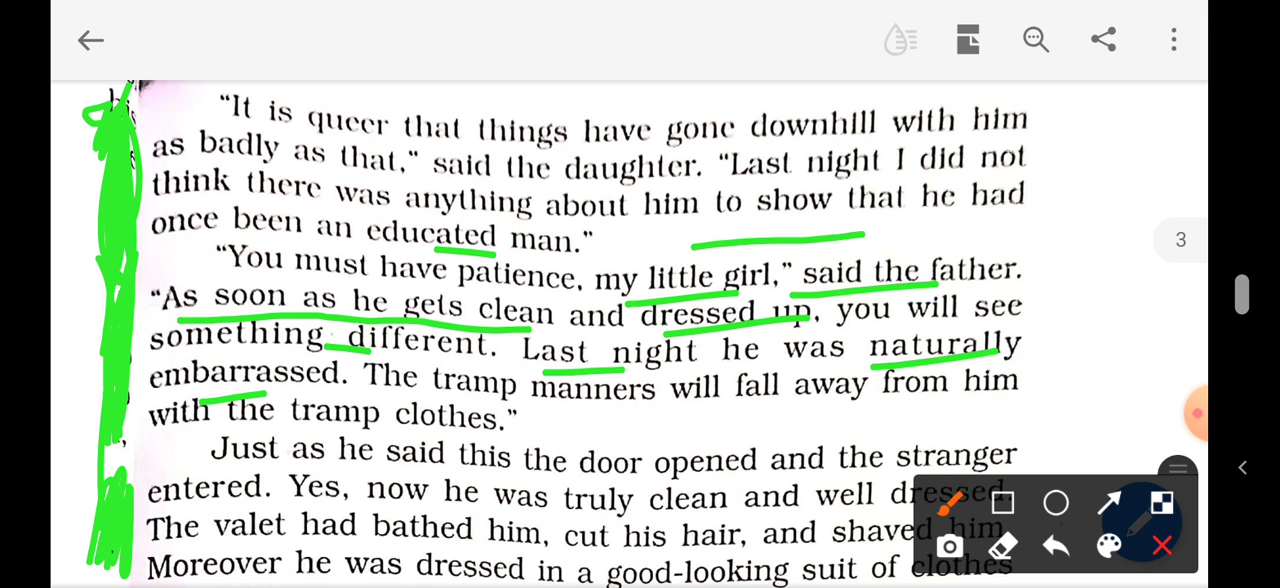 "It is queer that things have gone downhill with him
as badly as that," said the daughter. "Last night I did not
think there was anything about him to show that he had
once been an educated man."
"You must have patience, my little girl," said the father.
"As soon as he gets clean and dressed up, you will see
something different. Last night he was naturally
embarrassed. The tramp manners will fall away from him
with the tramp clothes."
Just as he said this the door opened and the stranger
entered. Yes, now he was truly clean and well dressed.
The valet had bathed him, cut his hair, and shaved him.
Moreover he was dressed in a good-looking suit of clothes
3